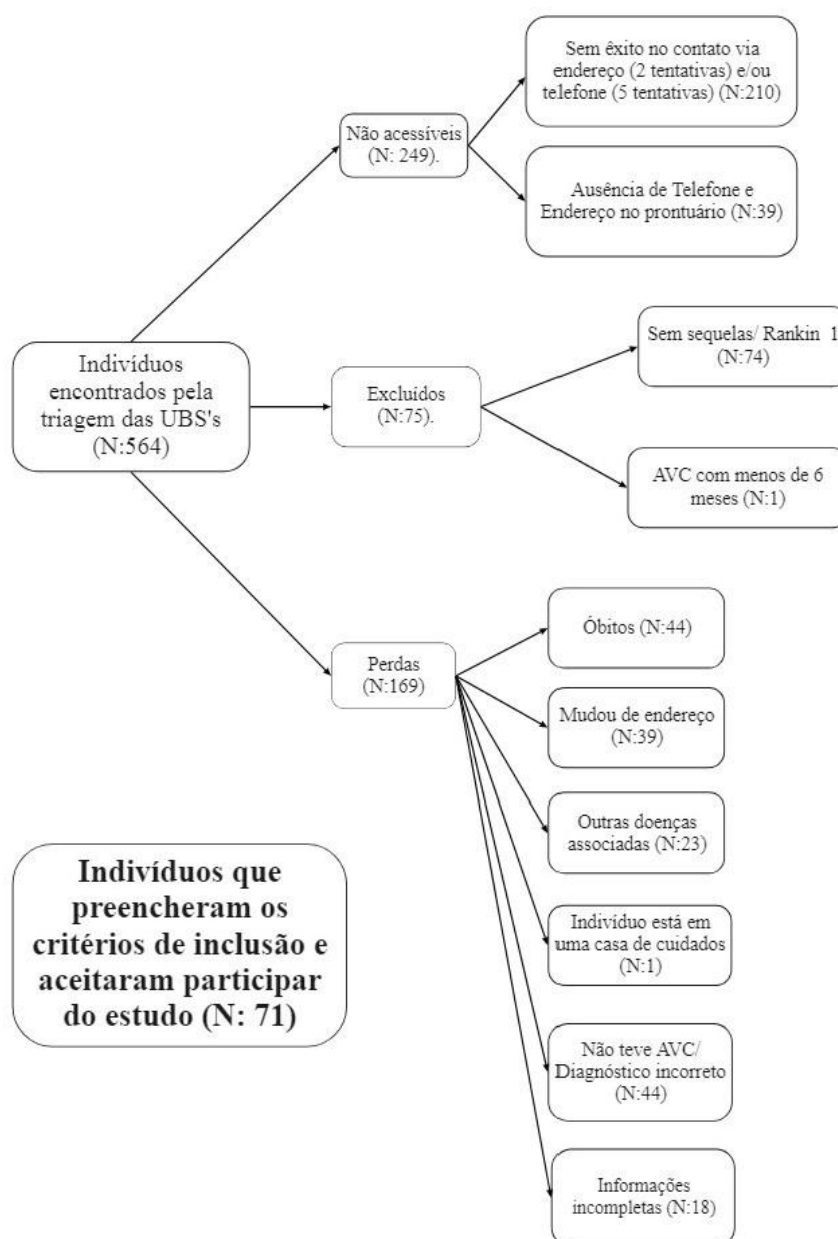 Sem êxito no contato via
endereço (2 tentativas) e/ou
telefone (5 tentativas) (N:210)
Não acessíveis
(N: 249).
Ausência de Telefone e
Endereço no prontuário (N:39)
Indivíduos
encontrados pela
triagem das UBS's
(N:564)
Excluídos
(N:75).
Sem sequelas/ Rankin 1
(N:74)
AVC com menos de 6
meses (N:1)
Perdas
(N:169)
Óbitos (N:44)
Mudou de endereço
(N:39)
Outras doenças
associadas (N:23)
Indivíduo está em
uma casa de cuidados
(N:1)
Não teve AVC/
Diagnóstico incorreto
(N:44)
Informações
incompletas (N:18)
Indivíduos que
preencheram os
critérios de inclusão e
aceitaram participar
do estudo (N: 71)